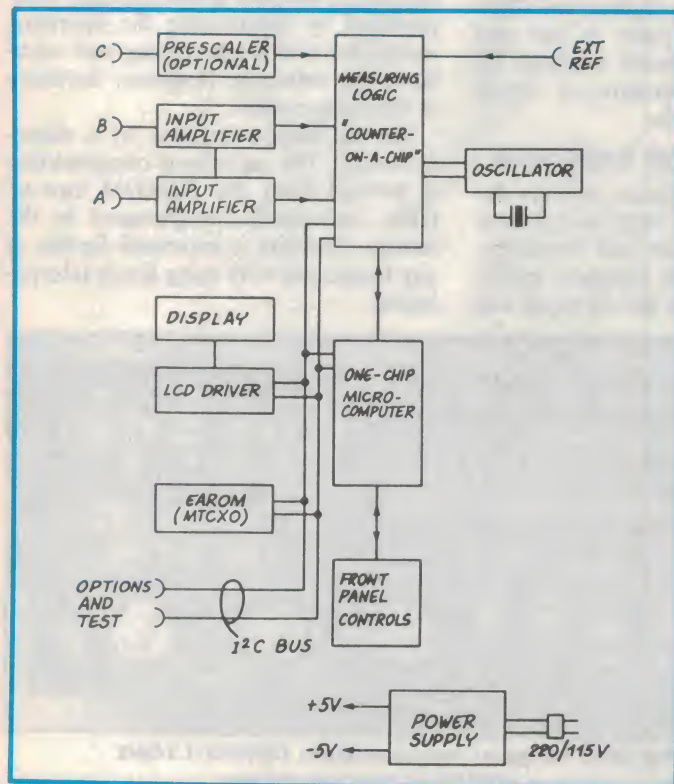 C
PRESCALER
(OPTIONAL)
EXT
REF
MEASURING
LOGIC
"COUNTER-
ON-A-CHIP"
B
INPUT
AMPLIFIER
A
INPUT
AMPLIFIER
OSCILLATOR
DISPLAY
LCD DRIVER
ONE-CHIP
MICRO-
COMPUTER
EAROM
(MTCXO)
OPTIONS
AND
TEST
I²C BUS
FRONT
PANEL
CONTROLS
+5V
-5V
POWER
SUPPLY
220/115V